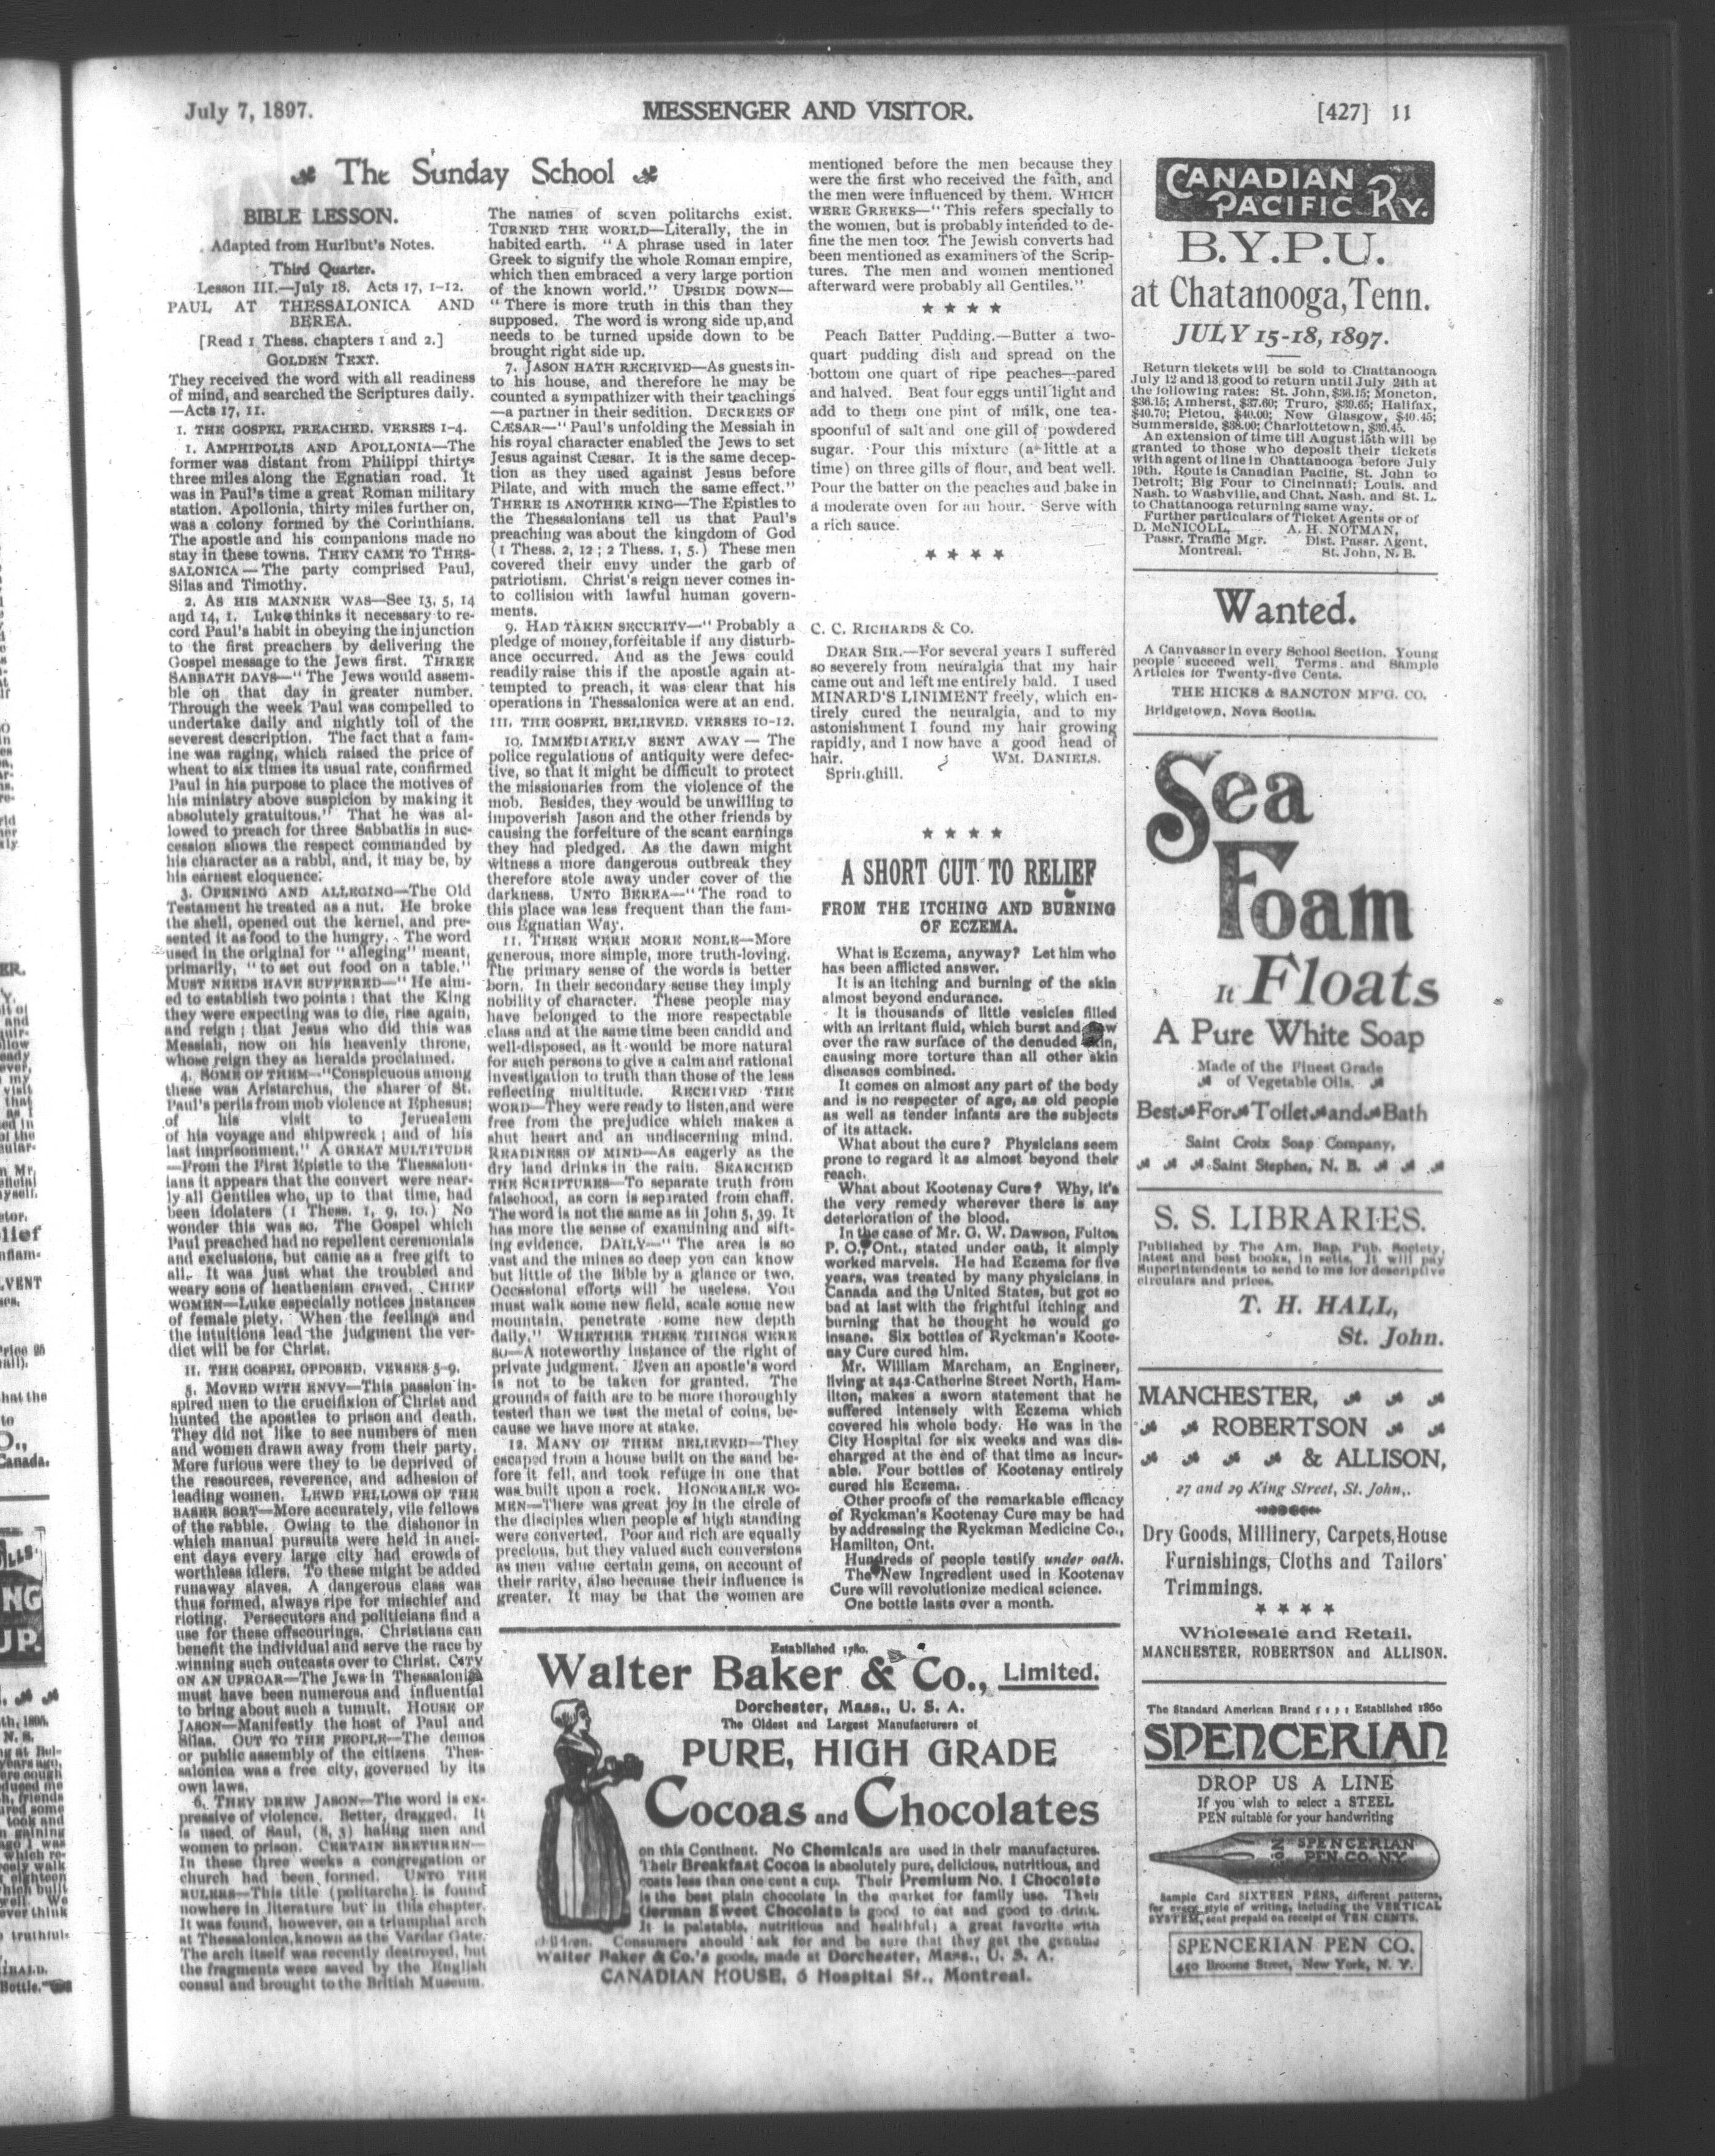 July 7, 1897.
MESSENGER AND VISITOR.
[427] 11
The Sunday School
BIBLE LESSON.
Adapted from Hurlbut's Notes.
Third Quarter.
Lesson III.—July 18. Acts 17, 1-12.
PAUL AT THESSALONICA AND
BEREA.
[Read 1 Thess. chapters 1 and 2.]
GOLDEN TEXT.
They received the word with all readiness
of mind, and searched the Scriptures daily.
—Acts 17, 11.
I. THE GOSPEL PREACHED. VERSES 1-4.
1. AMPHIPOLIS AND APOLLONIA—The
former was distant from Philippi thirty-
three miles along the Egnatian road. It
was in Paul's time a great Roman military
station. Apollonia, thirty miles further on,
was a colony formed by the Corinthians.
The apostle and his companions made no
stay in these towns. THEY CAME TO THES-
SALONICA—The party comprised Paul,
Silas and Timothy.
2. AS HIS MANNER WAS—See 13, 5, 14
and 14, 1. Luke thinks it necessary to re-
cord Paul's habit in obeying the injunction
to the first preachers by delivering the
Gospel message to the Jews first. THREE
SABBATH DAYS—"The Jews would assem-
ble on that day in greater number.
Through the week Paul was compelled to
undertake daily and nightly toil of the
severest description. The fact that a fam-
ine was raging, which raised the price of
wheat to six times its usual rate, confirmed
Paul in his purpose to place the motives of
his ministry above suspicion by making it
absolutely gratuitous." That he was al-
lowed to preach for three Sabbaths in suc-
cession shows the respect commanded by
his character as a rabbi, and, it may be, by
his earnest eloquence.
3. OPENING AND ALLEGING—The Old
Testament he treated as a nut. He broke
the shell, opened out the kernel, and pre-
sented it as food to the hungry. The word
used in the original for "alleging" meant,
primarily, "to set out food on a table."
MUST NEEDS HAVE SUFFERED—"He aim-
ed to establish two points: that the King
they were expecting was to die, rise again,
and reign; that Jesus who did this was
Messiah, now on his heavenly throne,
whose reign they as heralds proclaimed.
4. SOME OF THEM—"Conspicuous among
these was Aristarchus, the sharer of St.
Paul's perils from mob violence at Ephesus;
of his visit to Jerusalem
of his voyage and shipwreck; and of his
last imprisonment." A GREAT MULTITUDE
—From the First Epistle to the Thessalon-
ians it appears that the convert were near-
ly all Gentiles who, up to that time, had
been idolaters (1 Thess. 1, 9, 10.) No
wonder this was so. The Gospel which
Paul preached had no repellent ceremonials
and exclusions, but came as a free gift to
all. It was just what the troubled and
weary sons of heathenism craved. CHIEF
WOMEN—Luke especially notices instances
of female piety. When the feelings and
the intuitions lead the judgment the ver-
dict will be for Christ.
II. THE GOSPEL OPPOSED. VERSES 5-9.
5. MOVED WITH ENVY—This passion in-
spired men to the crucifixion of Christ and
hunted the apostles to prison and death.
They did not like to see numbers of men
and women drawn away from their party.
More furious were they to be deprived of
the resources, reverence, and adhesion of
leading women. LEWD FELLOWS OF THE
BASER SORT—More accurately, vile fellows
of the rabble. Owing to the dishonor in
which manual pursuits were held in anci-
ent days every large city had crowds of
worthless idlers. To these might be added
runaway slaves. A dangerous class was
thus formed, always ripe for mischief and
rioting. Persecutors and politicians find a
use for these offscourings. Christians can
benefit the individual and serve the race by
winning such outcasts over to Christ. CITY
ON AN UPROAR—The Jews in Thessalonica
must have been numerous and influential
to bring about such a tumult. HOUSE OF
JASON—Manifestly the host of Paul and
Silas. OUT TO THE PEOPLE—The demos
or public assembly of the citizens Thes-
salonica was a free city, governed by its
own laws.
6. THEY DREW JASON—The word is ex-
pressive of violence. Better, dragged. It
is used of Saul, (8, 3) haling men and
women to prison. CERTAIN BRETHREN—
In these three weeks a congregation or
church had been formed. UNTO THE
RULERS—This title (politarchs) is found
nowhere in literature but in this chapter.
It was found, however, on a triumphal arch
at Thessalonica, known as the Vardar Gate.
The arch itself was recently destroyed, but
the fragments were saved by the English
consul and brought to the British Museum.
The names of seven politarchs exist.
TURNED THE WORLD—Literally, the in
habited earth. "A phrase used in later
Greek to signify the whole Roman empire,
which then embraced a very large portion
of the known world." UPSIDE DOWN—
"There is more truth in this than they
supposed. The word is wrong side up, and
needs to be turned upside down to be
brought right side up.
7. JASON HATH RECEIVED—As guests in-
to his house, and therefore he may be
counted a sympathizer with their teachings
—a partner in their sedition. DECREES OF
CÆSAR—"Paul's unfolding the Messiah in
his royal character enabled the Jews to set
Jesus against Cæsar. It is the same decep-
tion as they used against Jesus before
Pilate, and with much the same effect."
THERE IS ANOTHER KING—The Epistles to
the Thessalonians tell us that Paul's
preaching was about the kingdom of God
(1 Thess. 2, 12; 2 Thess. 1, 5.) These men
covered their envy under the garb of
patriotism. Christ's reign never comes in-
to collision with lawful human govern-
ments.
9. HAD TAKEN SECURITY—"Probably a
pledge of money, forfeitable if any disturb-
ance occurred. And as the Jews could
readily raise this if the apostle again at-
tempted to preach, it was clear that his
operations in Thessalonica were at an end.
III. THE GOSPEL BELIEVED. VERSES 10-12.
10. IMMEDIATELY SENT AWAY—The
police regulations of antiquity were defec-
tive, so that it might be difficult to protect
the missionaries from the violence of the
mob. Besides, they would be unwilling to
impoverish Jason and the other friends by
causing the forfeiture of the scant earnings
they had pledged. As the dawn might
witness a more dangerous outbreak they
therefore stole away under cover of the
darkness. UNTO BEREA—"The road to
this place was less frequent than the fam-
ous Egnatian Way.
11. THESE WERE MORE NOBLE—More
generous, more simple, more truth-loving.
The primary sense of the words is better
born. In their secondary sense they imply
nobility of character. These people may
have belonged to the more respectable
class and at the same time been candid and
well-disposed, as it would be more natural
for such persons to give a calm and rational
investigation to truth than those of the less
reflecting multitude. RECEIVED THE
WORD—They were ready to listen, and were
free from the prejudice which makes a
shut heart and an undiscerning mind.
READINESS OF MIND—As eagerly as the
dry land drinks in the rain. SEARCHED
THE SCRIPTURES—To separate truth from
falsehood, as corn is separated from chaff.
The word is not the same as in John 5, 39. It
has more the sense of examining and sift-
ing evidence. DAILY—"The area is so
vast and the mines so deep you can know
but little of the Bible by a glance or two.
Occasional efforts will be useless. You
must walk some new field, scale some new
mountain, penetrate some new depth
daily." WHETHER THESE THINGS WERE
SO—A noteworthy instance of the right of
private judgment. Even an apostle's word
is not to be taken for granted. The
grounds of faith are to be more thoroughly
tested than we test the metal of coins, be-
cause we have more at stake.
12. MANY OF THEM BELIEVED—They
escaped from a house built on the sand be-
fore it fell, and took refuge in one that
was built upon a rock. HONORABLE WO-
MEN—There was great joy in the circle of
the disciples when people of high standing
were converted. Poor and rich are equally
precious, but they valued such conversions
as men value certain gems, on account of
their rarity, also because their influence is
greater. It may be that the women are
mentioned before the men because they
were the first who received the faith, and
the men were influenced by them. WHICH
WERE GREEKS—"This refers specially to
the women, but is probably intended to de-
fine the men too. The Jewish converts had
been mentioned as examiners of the Scrip-
tures. The men and women mentioned
afterward were probably all Gentiles."
* * * *
Peach Batter Pudding.—Butter a two-
quart pudding dish and spread on the
bottom one quart of ripe peaches—pared
and halved. Beat four eggs until light and
add to them one pint of milk, one tea-
spoonful of salt and one gill of powdered
sugar. Pour this mixture (a little at a
time) on three gills of flour, and beat well.
Pour the batter on the peaches and bake in
a moderate oven for an hour. Serve with
a rich sauce.
* * * *
C. C. RICHARDS & CO.
DEAR SIR.—For several years I suffered
so severely from neuralgia that my hair
came out and left me entirely bald. I used
MINARD'S LINIMENT freely, which en-
tirely cured the neuralgia, and to my
astonishment I found my hair growing
rapidly, and I now have a good head of
hair. WM. DANIELS.
Springhill.
* * * *
A SHORT CUT TO RELIEF
FROM THE ITCHING AND BURNING
OF ECZEMA.
What is Eczema, anyway? Let him who
has been afflicted answer.
It is an itching and burning of the skin
almost beyond endurance.
It is thousands of little vesicles filled
with an irritant fluid, which burst and
over the raw surface of the denuded skin,
causing more torture than all other skin
diseases combined.
It comes on almost any part of the body
and is no respecter of age, as old people
as well as tender infants are the subjects
of its attack.
What about the cure? Physicians seem
prone to regard it as almost beyond their
reach.
What about Kootenay Cure? Why, it's
the very remedy wherever there is any
deterioration of the blood.
In the case of Mr. G. W. Dawson, Fulton
P. O., Ont., stated under oath, it simply
worked marvels. He had Eczema for five
years, was treated by many physicians in
Canada and the United States, but got so
bad at last with the frightful itching and
burning that he thought he would go
insane. Six bottles of Ryckman's Koote-
nay Cure cured him.
Mr. William Marcham, an Engineer,
living at 242 Catherine Street North, Ham-
ilton, makes a sworn statement that he
suffered intensely with Eczema which
covered his whole body. He was in the
City Hospital for six weeks and was dis-
charged at the end of that time as incur-
able. Four bottles of Kootenay entirely
cured his Eczema.
Other proofs of the remarkable efficacy
of Ryckman's Kootenay Cure may be had
by addressing the Ryckman Medicine Co.,
Hamilton, Ont.
Hundreds of people testify under oath.
The New Ingredient used in Kootenay
Cure will revolutionize medical science.
One bottle lasts over a month.
Established 1780.
Walter Baker & Co., Limited.
Dorchester, Mass., U. S. A.
The Oldest and Largest Manufacturers of
PURE, HIGH GRADE
Cocoas and Chocolates
on this Continent. No Chemicals are used in their manufactures.
Their Breakfast Cocoa is absolutely pure, delicious, nutritious, and
costs less than one cent a cup. Their Premium No. 1 Chocolate
is the best plain chocolate in the market for family use. Their
German Sweet Chocolate is good to eat and good to drink.
It is palatable, nutritious and healthful; a great favorite with
children. Consumers should ask for and be sure that they get the genuine
Walter Baker & Co.'s goods, made at Dorchester, Mass., U. S. A.
CANADIAN HOUSE, 6 Hospital St., Montreal.
CANADIAN
PACIFIC RY.
B.Y.P.U.
at Chatanooga, Tenn.
JULY 15-18, 1897.
Return tickets will be sold to Chattanooga
July 12 and 13 good to return until July 24th at
the following rates: St. John, $36.15; Moncton,
$36.15; Amherst, $37.60; Truro, $39.65; Halifax,
$40.70; Pictou, $40.00; New Glasgow, $40.45;
Summerside, $38.00; Charlottetown, $39.45.
An extension of time till August 15th will be
granted to those who deposit their tickets
with agent of line in Chattanooga before July
19th. Route is Canadian Pacific, St. John to
Detroit; Big Four to Cincinnati; Louis. and
Nash. to Washville, and Chat. Nash. and St. L.
to Chattanooga returning same way.
Further particulars of Ticket Agents or of
D. McNICOLL, A. H. NOTMAN,
Passr. Traffic Mgr. Dist. Passr. Agent,
Montreal. St. John, N. B.
Wanted.
A Canvasser in every School Section. Young
people succeed well. Terms and Sample
Articles for Twenty-five Cents.
THE HICKS & SANCTON MF'G. CO.
Bridgetown, Nova Scotia.
Sea
Foam
It Floats
A Pure White Soap
Made of the Finest Grade
of Vegetable Oils.
Best For Toilet and Bath
Saint Croix Soap Company,
Saint Stephen, N. B.
S. S. LIBRARIES.
Published by The Am. Bap. Pub. Society,
latest and best books, in setts. It will pay
Superintendents to send to me for descriptive
circulars and prices.
T. H. HALL,
St. John.
MANCHESTER,
ROBERTSON
& ALLISON,
27 and 29 King Street, St. John,.
Dry Goods, Millinery, Carpets, House
Furnishings, Cloths and Tailors'
Trimmings.
* * * *
Wholesale and Retail.
MANCHESTER, ROBERTSON and ALLISON.
The Standard American Brand : : : : Established 1860
SPENCERIAN
DROP US A LINE
If you wish to select a STEEL
PEN suitable for your handwriting
SPENCERIAN
PEN CO. N.Y.
Sample Card SIXTEEN PENS, different patterns,
for every style of writing, including the VERTICAL
SYSTEM, sent prepaid on receipt of TEN CENTS.
SPENCERIAN PEN CO.
450 Broome Street, New York, N. Y.